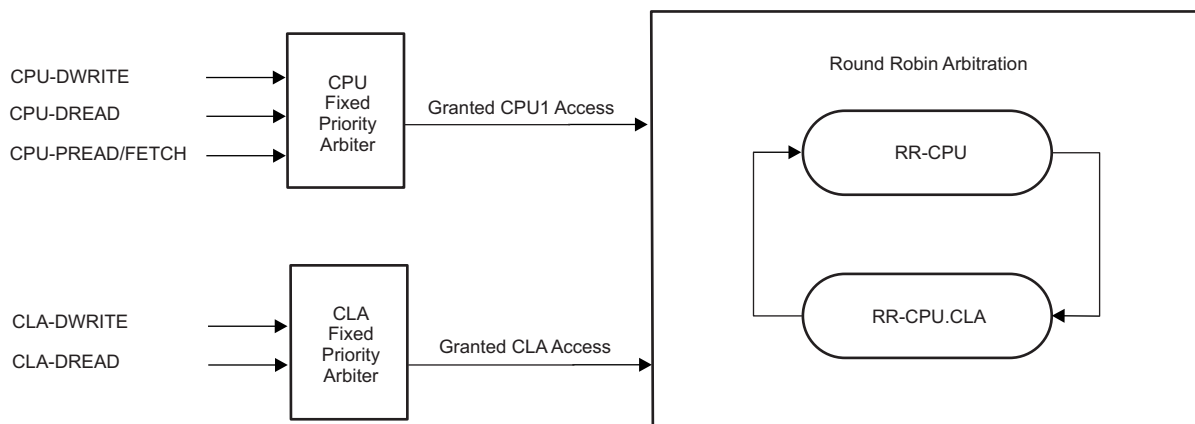 CPU-DWRITE
CPU-DREAD
CPU-PREAD/FETCH
CPU
Fixed
Priority
Arbiter
Granted CPU1 Access
CLA-DWRITE
CLA-DREAD
CLA
Fixed
Priority
Arbiter
Granted CLA Access
Round Robin Arbitration
RR-CPU
RR-CPU.CLA